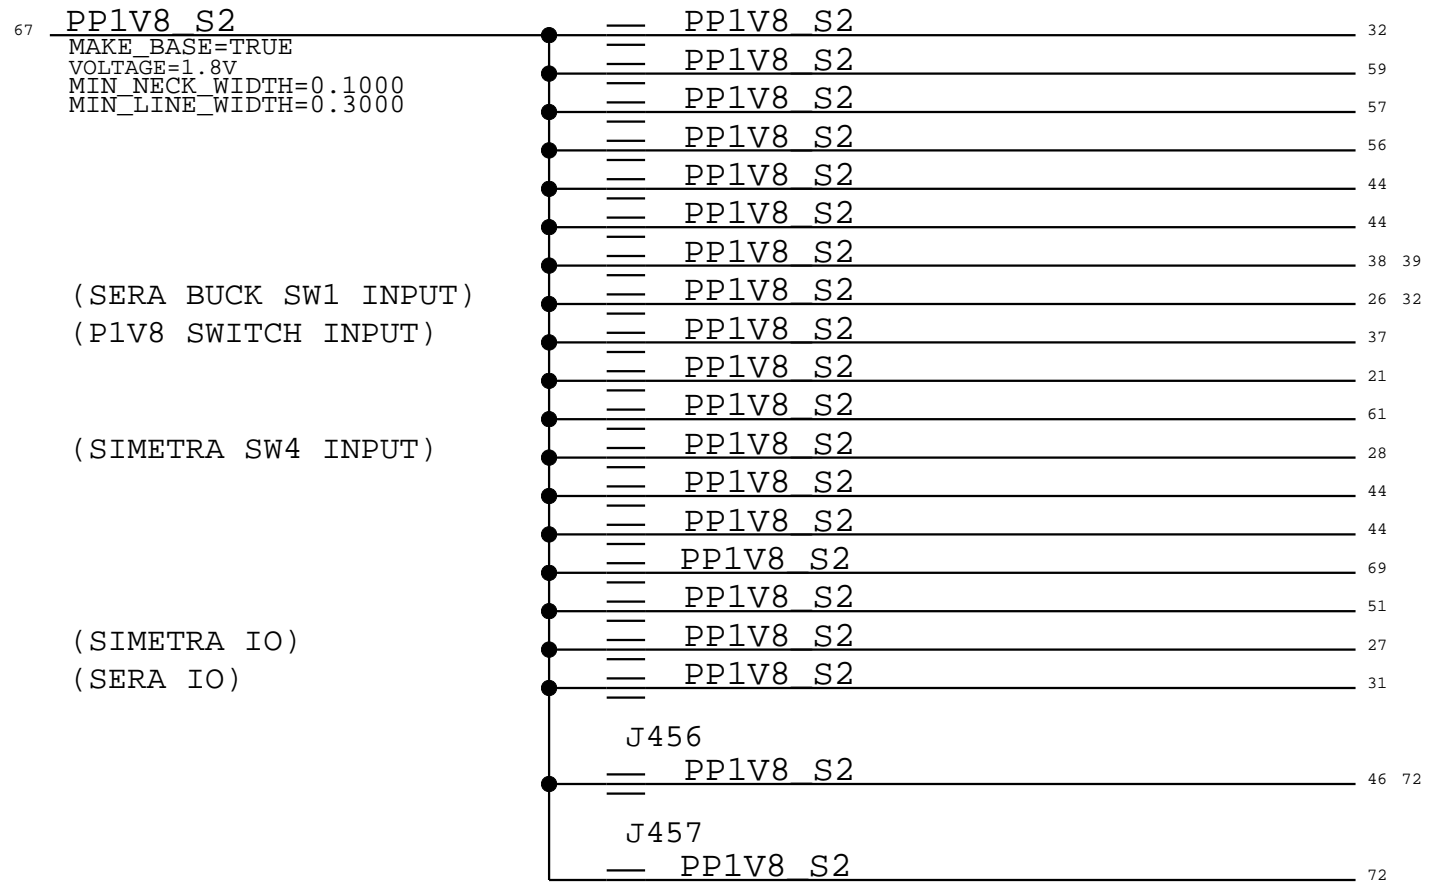 67 PP1V8_S2 PP1V8_S2 32
MAKE_BASE=TRUE
VOLTAGE=1.8V PP1V8_S2 59
MIN_NECK_WIDTH=0.1000
MIN_LINE_WIDTH=0.3000 PP1V8_S2 57
PP1V8_S2 56
PP1V8_S2 44
PP1V8_S2 44
PP1V8_S2 38 39
(SERA BUCK SW1 INPUT) PP1V8_S2 26 32
(P1V8 SWITCH INPUT) PP1V8_S2 37
PP1V8_S2 21
PP1V8_S2 61
(SIMETRA SW4 INPUT) PP1V8_S2 28
PP1V8_S2 44
PP1V8_S2 44
PP1V8_S2 69
PP1V8_S2 51
(SIMETRA IO) PP1V8_S2 27
(SERA IO) PP1V8_S2 31
J456
PP1V8_S2 46 72
J457
PP1V8_S2 72